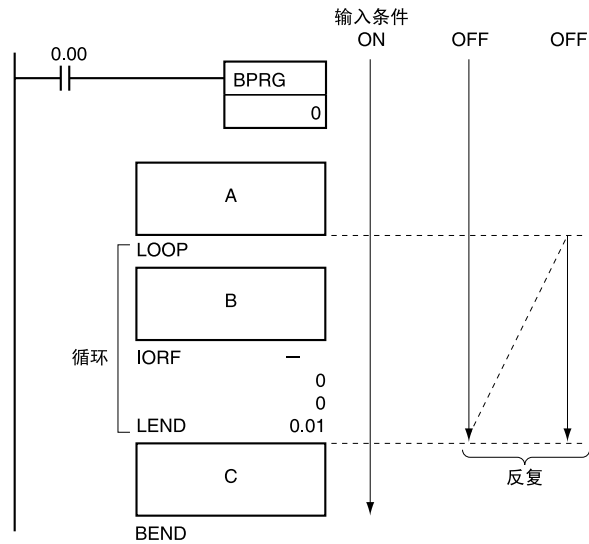 输入条件
ON OFF OFF
0.00
BPRG
0
A
LOOP
B
循环
IORF —
0
0
LEND 0.01
C
反复
BEND